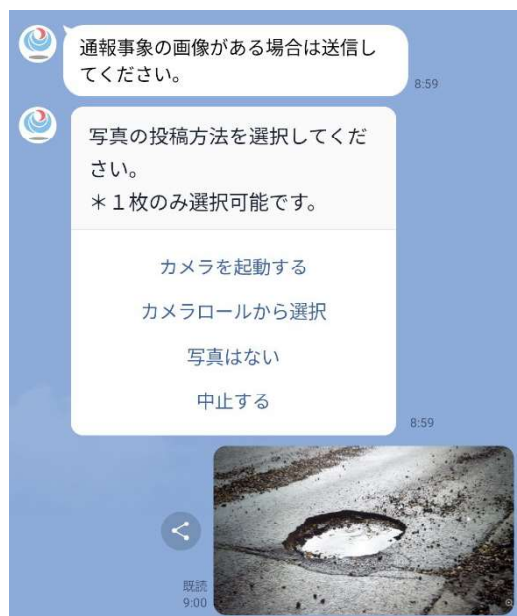 通報事象の画像がある場合は送信し
てください。
8:59
写真の投稿方法を選択してくだ
さい。
＊１枚のみ選択可能です。
カメラを起動する
カメラロールから選択
写真はない
中止する
8:59
既読
9:00